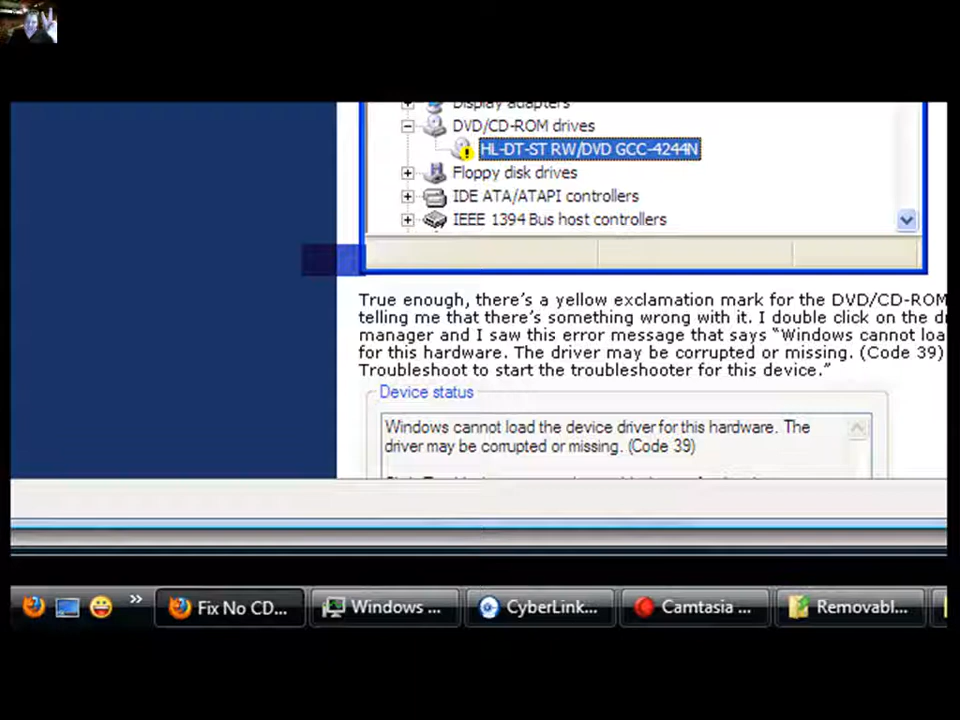 Display adapters
DVD/CD-ROM drives
HL-DT-ST RW/DVD GCC-4244N
Floppy disk drives
IDE ATA/ATAPI controllers
IEEE 1394 Bus host controllers
True enough, there's a yellow exclamation mark for the DVD/CD-ROM
telling me that there's something wrong with it. I double click on the
manager and I saw this error message that says “Windows cannot
for this hardware. The driver may be corrupted or missing. (Code 39)
Troubleshoot to start the troubleshooter for this device.”
Device status
Windows cannot load the device driver for this hardware. The
driver may be corrupted or missing. (Code 39)
» Fix No CD... Windows ... CyberLink... Camtasia ... Removabl...